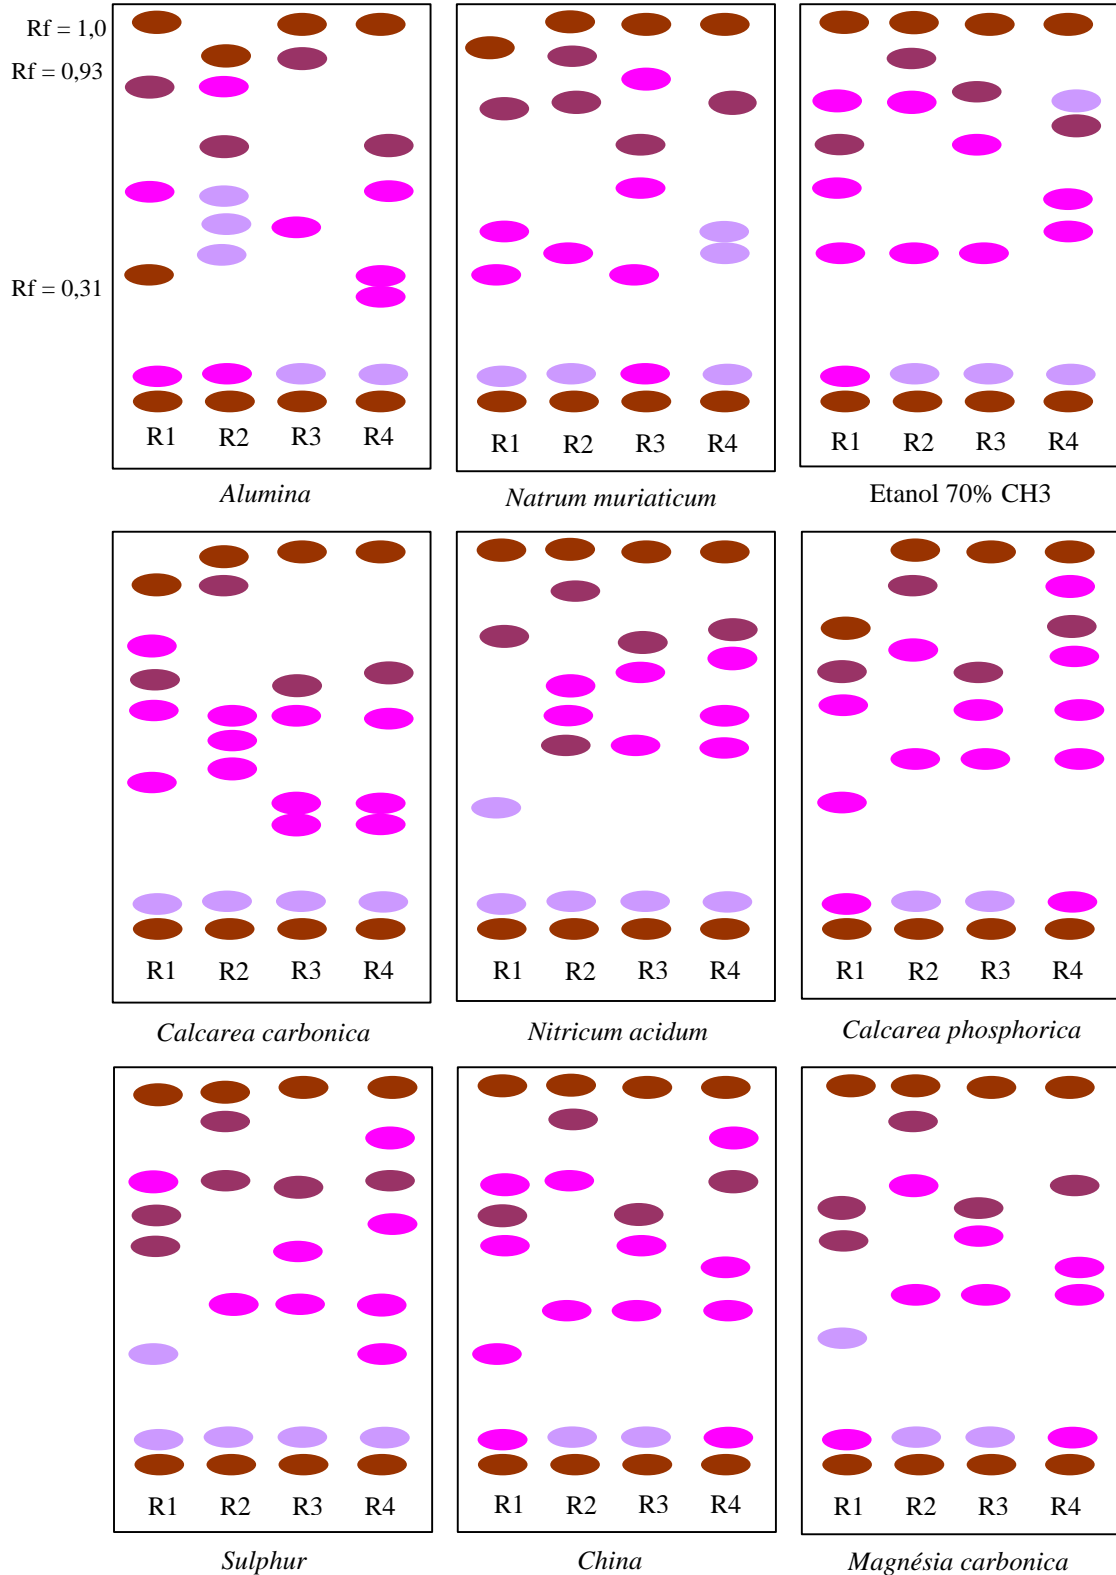 Rf = 1,0
Rf = 0,93
Rf = 0,31
R1 R2 R3 R4
R1 R2 R3 R4
R1 R2 R3 R4
Alumina
Natrum muriaticum
Etanol 70% CH3
R1 R2 R3 R4
R1 R2 R3 R4
R1 R2 R3 R4
Calcarea carbonica
Nitricum acidum
Calcarea phosphorica
R1 R2 R3 R4
R1 R2 R3 R4
R1 R2 R3 R4
Sulphur
China
Magnésia carbonica